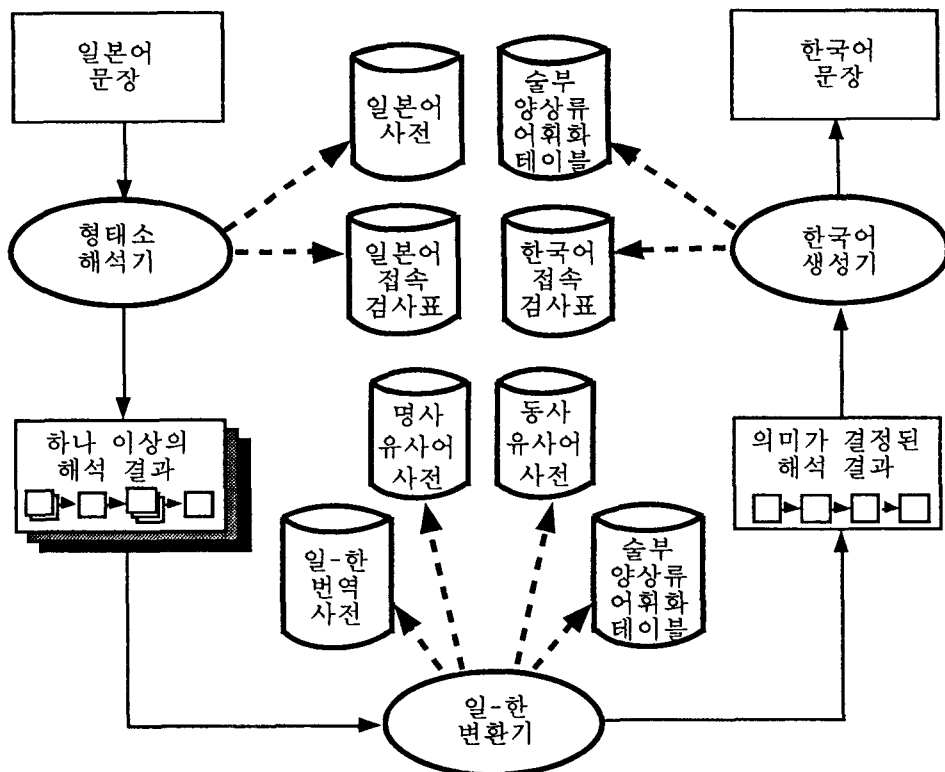 일본어
문장
일본어
사전
술부
양상류
어휘화
테이블
한국어
문장
형태소
해석기
일본어
접속
검사표
한국어
접속
검사표
한국어
생성기
하나 이상의
해석 결과
명사
유사어
사전
동사
유사어
사전
의미가 결정된
해석 결과
일-한
번역
사전
술부
양상류
어휘화
테이블
일-한
변환기